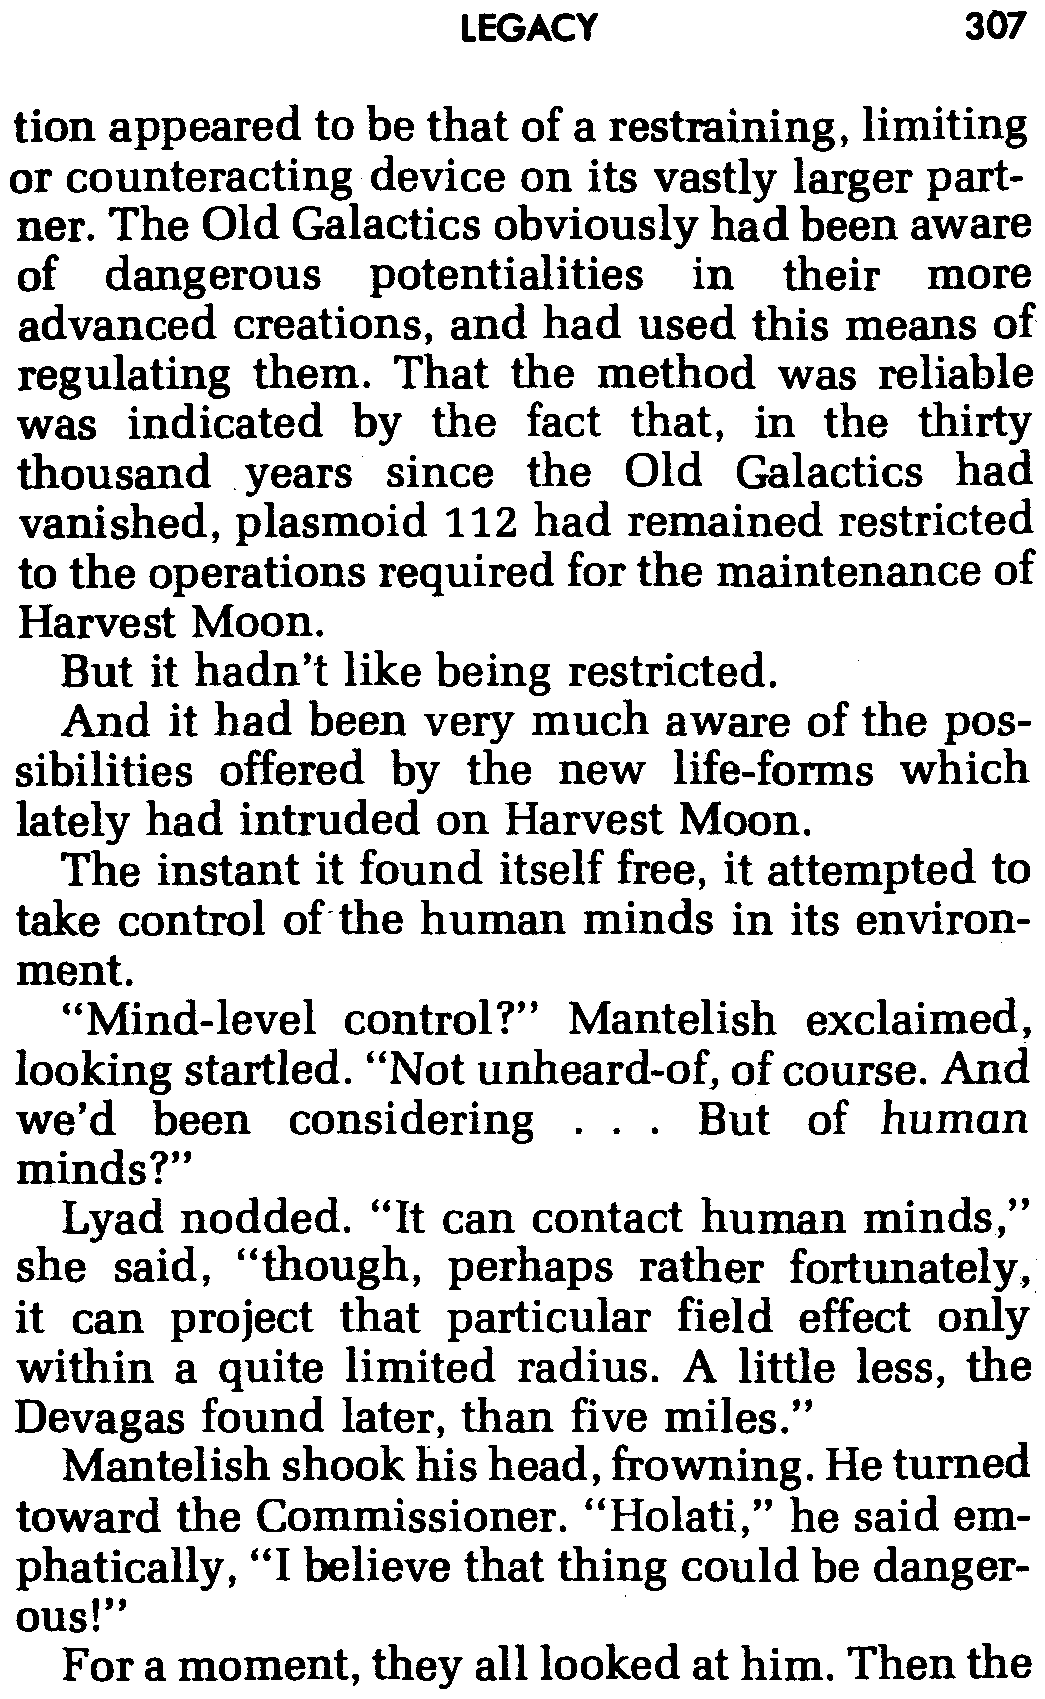 LEGACY 307
tion appeared to be that of a restraining, limiting
or counteracting device on its vastly larger part-
ner. The Old Galactics obviously had been aware
of dangerous potentialities in their more
advanced creations, and had used this means of
regulating them. That the method was reliable
was indicated by the fact that, in the thirty
thousand years since the Old Galactics had
vanished, plasmoid 112 had remained restricted
to the operations required for the maintenance of
Harvest Moon.
But it hadn't like being restricted.
And it had been very much aware of the pos-
sibilities offered by the new life-forms which
lately had intruded on Harvest Moon.
The instant it found itself free, it attempted to
take control of the human minds in its environ-
ment.
“Mind-level control?” Mantelish exclaimed,
looking startled. “Not unheard-of, of course. And
we'd been considering . . . But of human
minds?”
Lyad nodded. “It can contact human minds,”
she said, “though, perhaps rather fortunately,
it can project that particular field effect only
within a quite limited radius. A little less, the
Devagas found later, than five miles.”
Mantelish shook his head, frowning. He turned
toward the Commissioner. “Holati,” he said em-
phatically, “I believe that thing could be danger-
ous!”
For a moment, they all looked at him. Then the